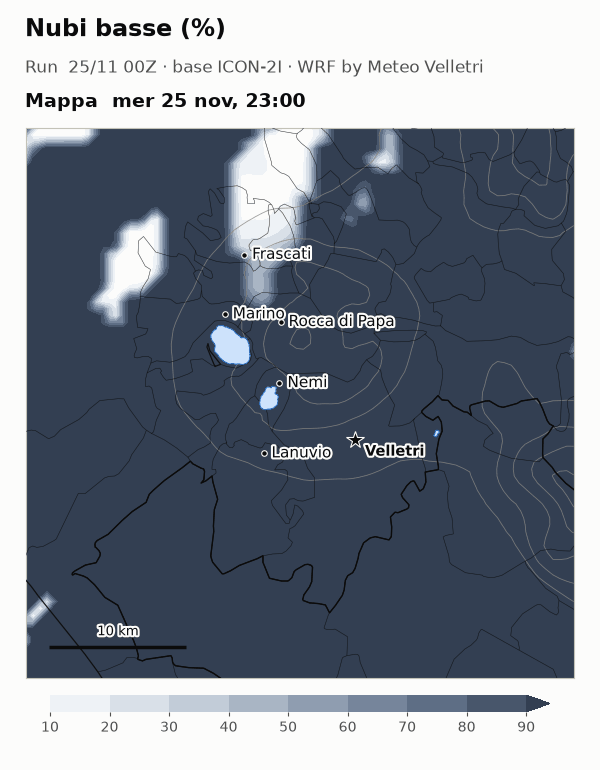 Nubi basse (%)
Run  25/11 00Z · base ICON-2I · WRF by Meteo Velletri
Mappa  mer 25 nov, 23:00
Frascati
Marino
Rocca di Papa
Nemi
Velletri
Lanuvio
10 km
10 20 30 40 50 60 70 80 90